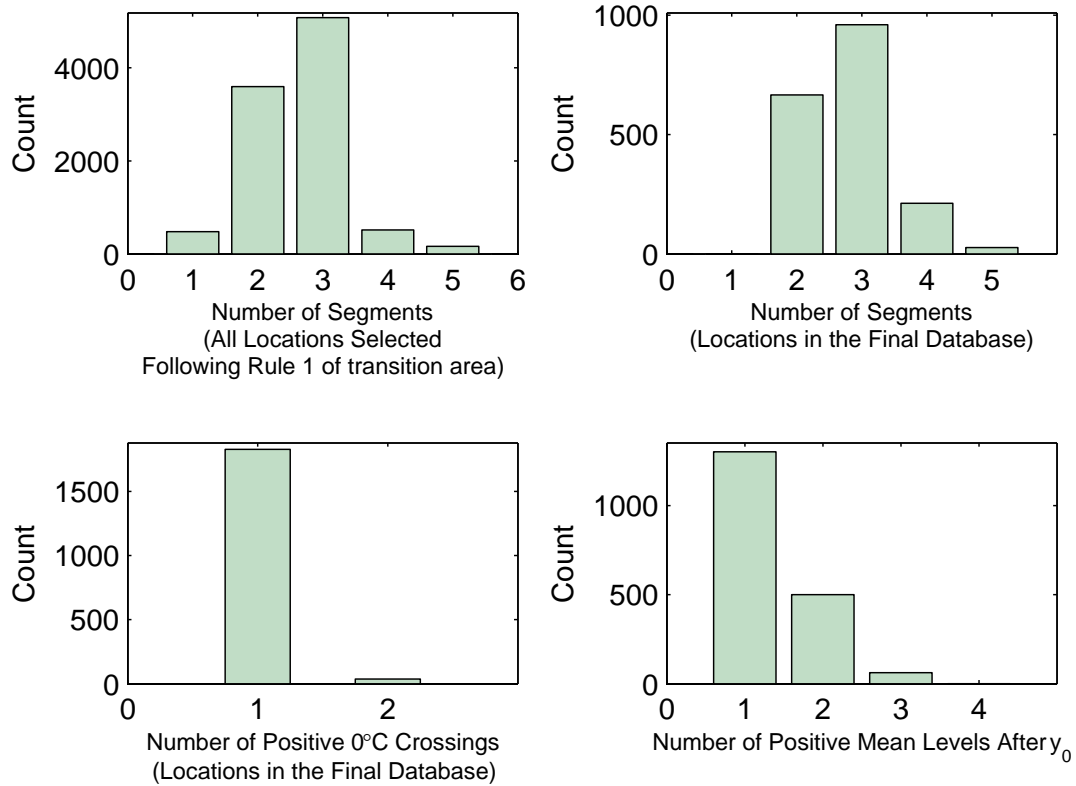 4000
2000
0
Count
0 1 2 3 4 5 6
Number of Segments
(All Locations Selected
Following Rule 1 of transition area)
1000
500
0
Count
0 1 2 3 4 5
Number of Segments
(Locations in the Final Database)
1500
1000
500
0
Count
0 1 2
Number of Positive 0°C Crossings
(Locations in the Final Database)
1000
500
0
Count
0 1 2 3 4
Number of Positive Mean Levels After y0